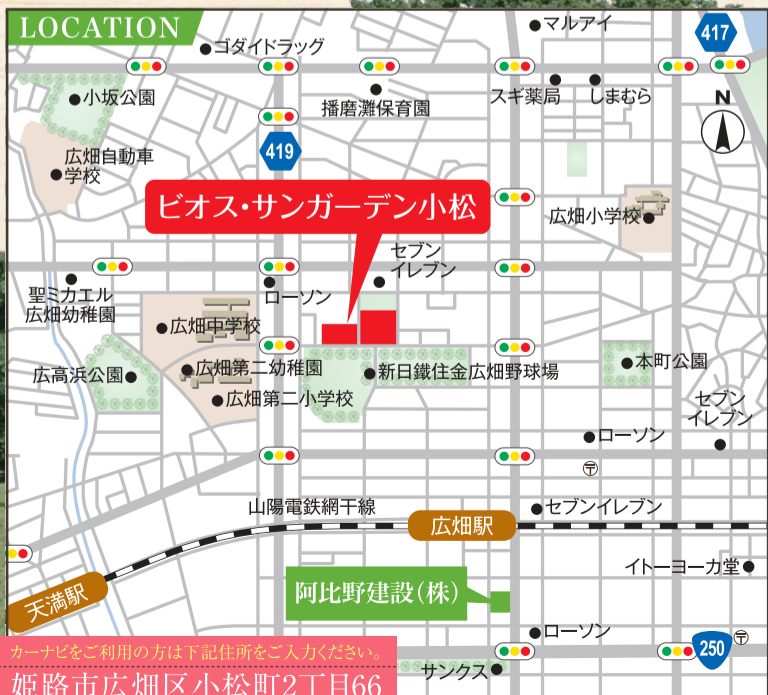 LOCATION
マルアイ
417
ゴダイドラッグ
小坂公園
播磨灘保育園
スギ薬局
しまむら
N
広畑自動車
学校
419
ビオス・サンガーデン小松
広畑小学校
セブン
イレブン
聖ミカエル
広畑幼稚園
ローソン
広畑中学校
広高浜公園
広畑第二幼稚園
新日鐵住金広畑野球場
本町公園
広畑第二小学校
セブン
イレブン
ローソン
〒
山陽電鉄網干線
セブンイレブン
広畑駅
イトーヨーカ堂
天満駅
阿比野建設(株)
ローソン
250
〒
サンクス
カーナビをご利用の方は下記住所をご入力ください。
姫路市広畑区小松町2丁目66